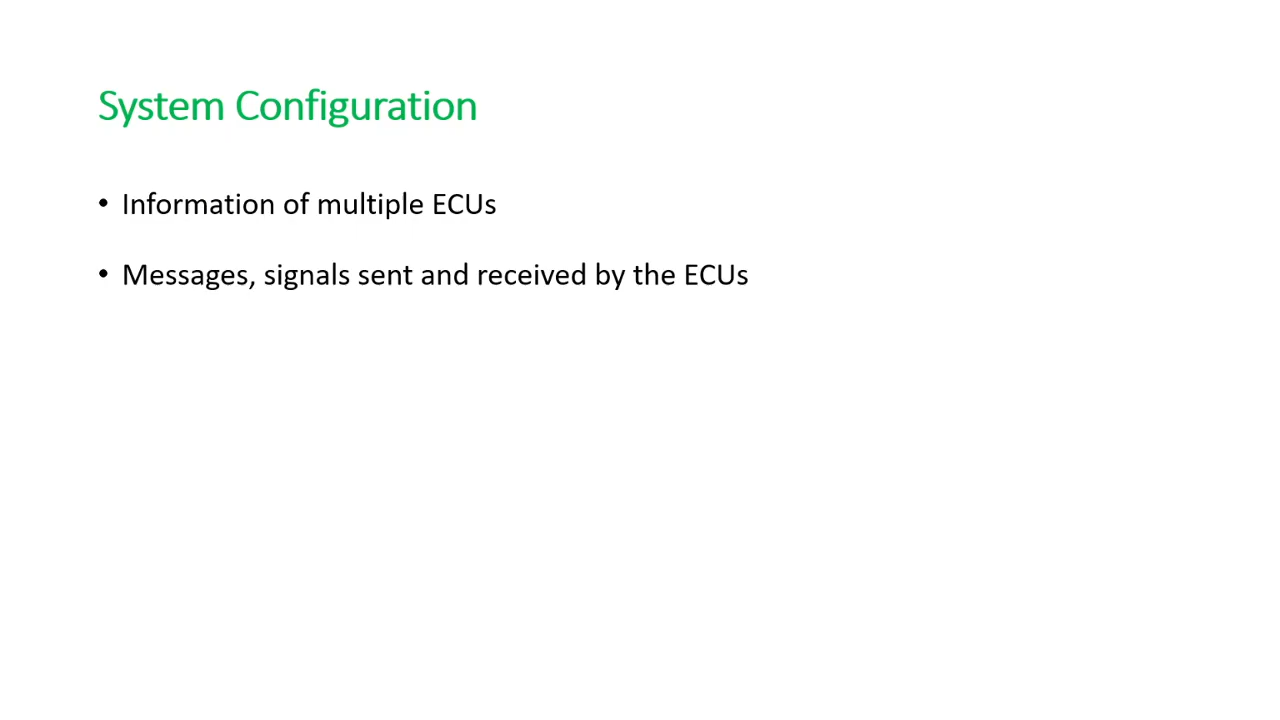 System Configuration
• Information of multiple ECUs
• Messages, signals sent and received by the ECUs